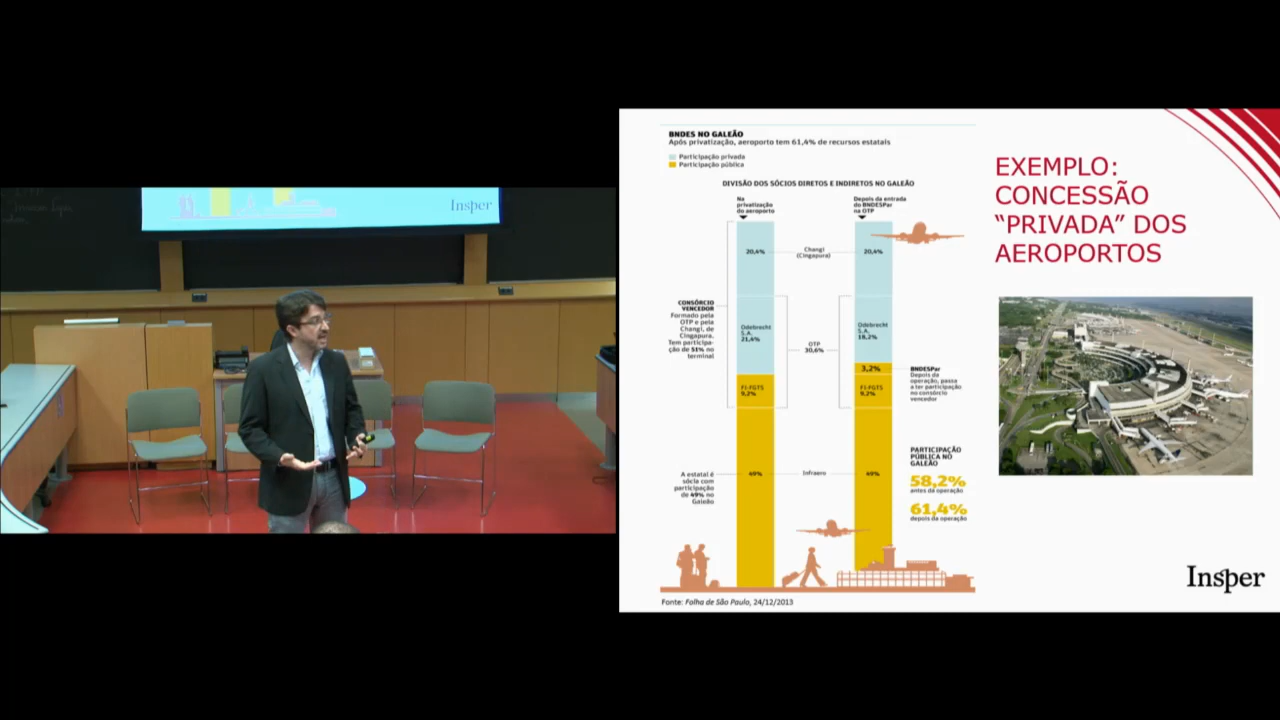 Insper
BNDES NO GALEÃO
Após privatização, aeroporto tem 61,4% de recursos estatais
Participação privada
Participação pública
DIVISÃO DOS SÓCIOS DIRETOS E INDIRETOS NO GALEÃO
Na
privatização
do aeroporto
Depois da entrada
do BNDESPar
na OTP
20,4%
Changi
(Cingapura)
20,4%
CONSÓRCIO
VENCEDOR
Formado pela
OTP e pela
Changi, de
Cingapura.
Tem participa-
ção de 51% no
terminal
Odebrecht
S.A.
21,4%
OTP
30,6%
Odebrecht
S.A.
18,2%
3,2%
BNDESPar
Depois da
operação, passa
a ter participação
no consórcio
vencedor
FI-FGTS
9,2%
FI-FGTS
9,2%
A estatal é
sócia com
participação
de 49% no
Galeão
49%
Infraero
49%
PARTICIPAÇÃO
PÚBLICA NO
GALEÃO
58,2%
antes da operação
61,4%
depois da operação
Fonte: Folha de São Paulo, 24/12/2013
EXEMPLO:
CONCESSÃO
“PRIVADA” DOS
AEROPORTOS
Insper